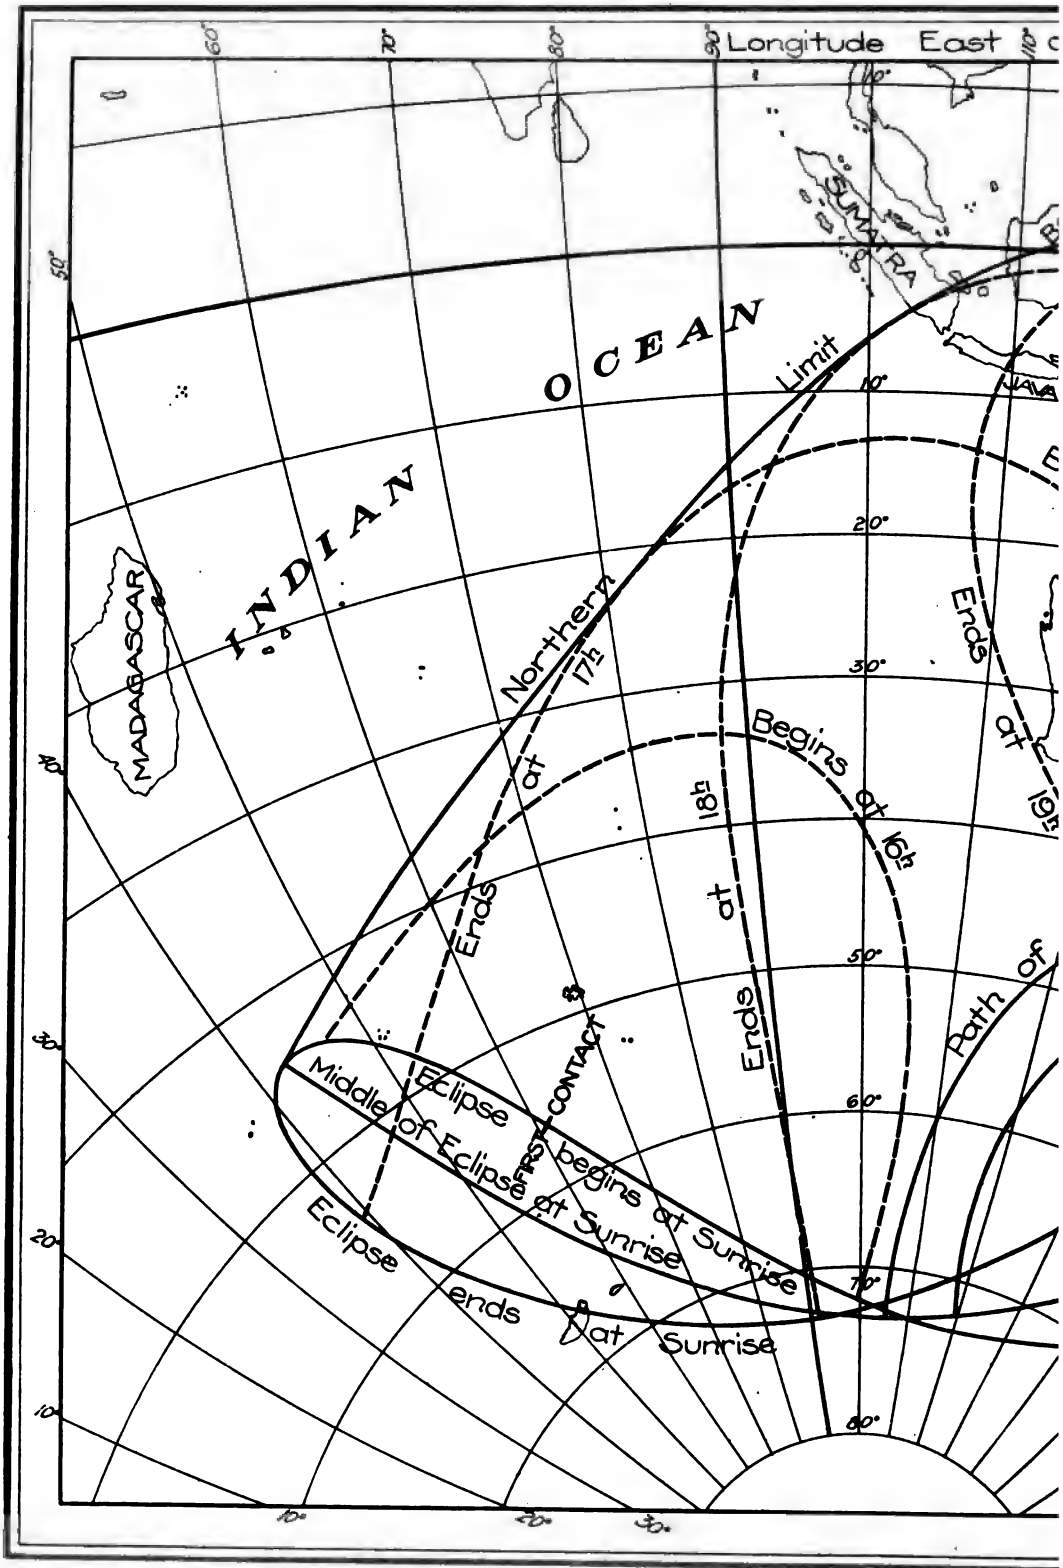 60° 70° 80° 90° Longitude East 110°
10°
SUMATRA
50°
INDIAN OCEAN
Limit
10°
JAVA
20°
MADAGASCAR
Northern
17h
Ends
30°
at
Begins
at
16h
at
19h
40°
18h
at
Ends
50°
Path of
Ends
FIRST CONTACT
30°
Eclipse begins at Sunrise
Middle of Eclipse at Sunrise
60°
Eclipse ends at Sunrise
70°
20°
10°
80°
10° 20° 30°